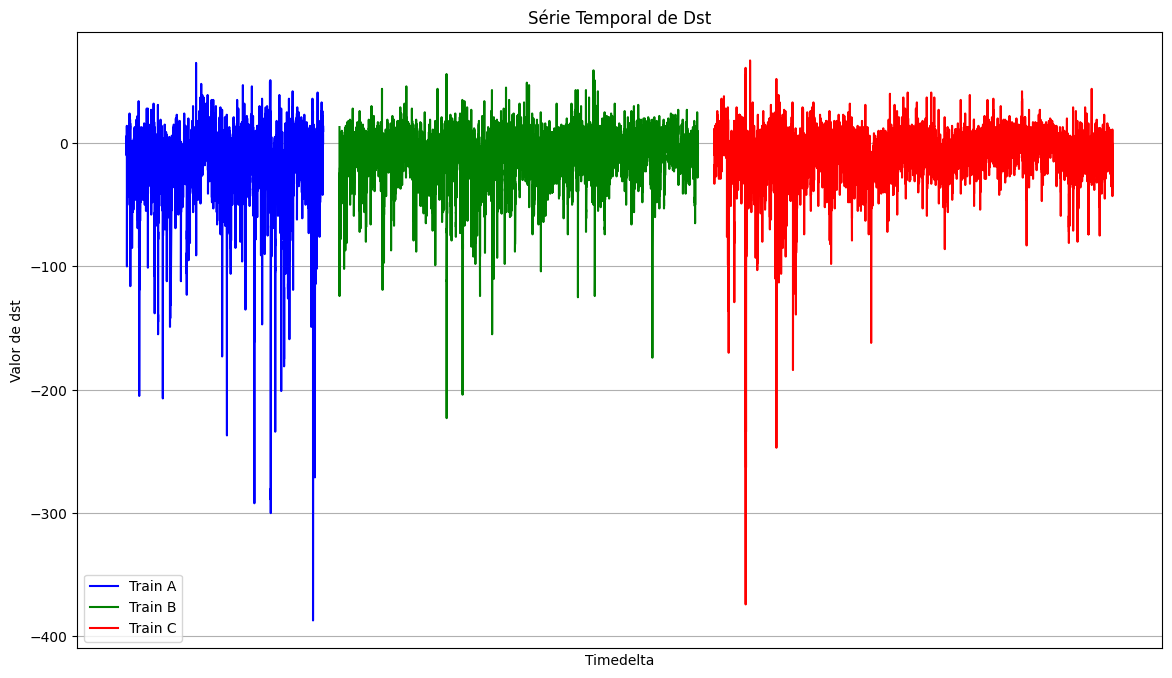 Série Temporal de Dst
0
−100
−200
−300
−400
Valor de dst
Train A
Train B
Train C
Timedelta